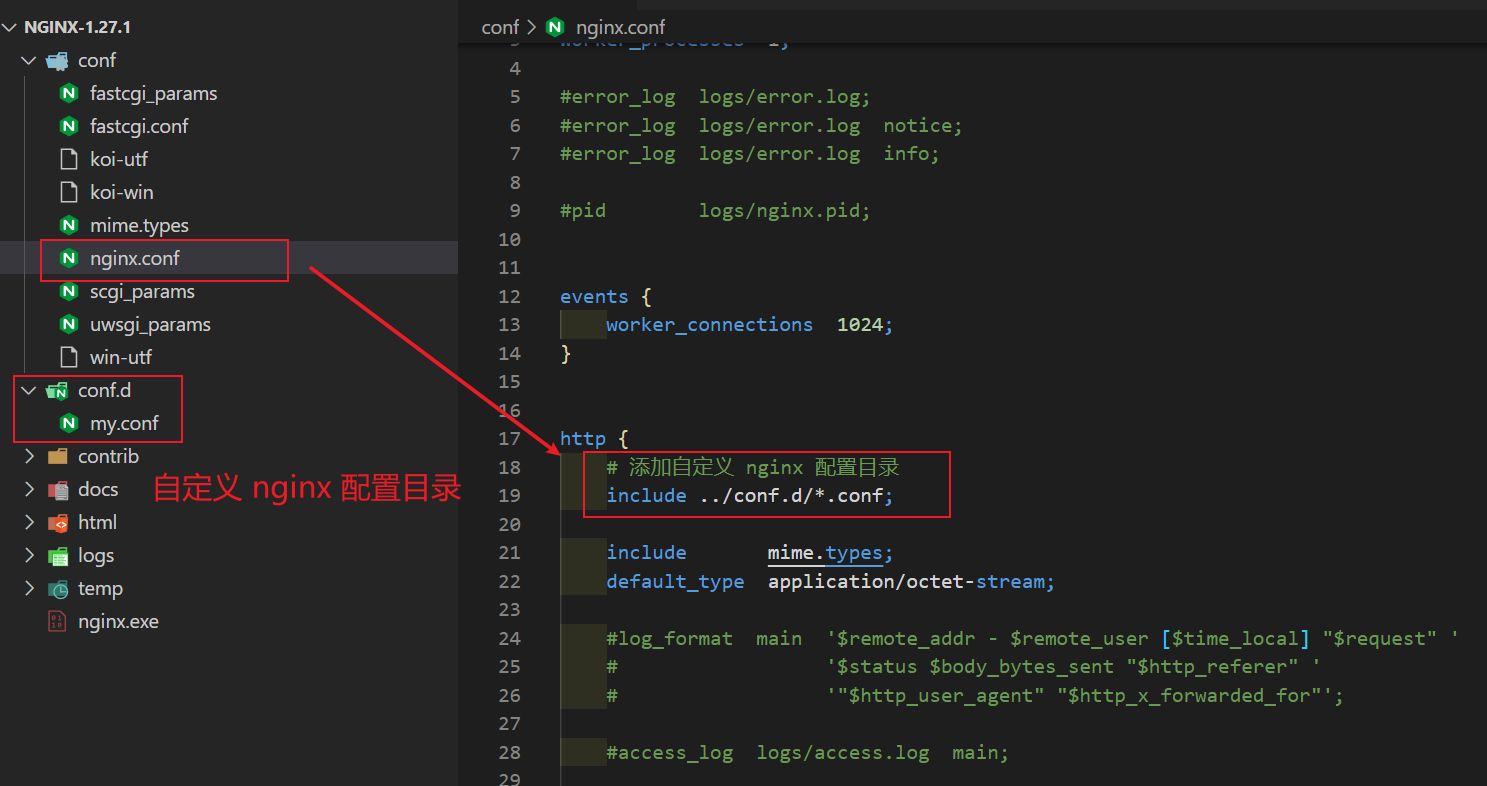 NGINX-1.27.1
conf
fastcgi_params
fastcgi.conf
koi-utf
koi-win
mime.types
nginx.conf
scgi_params
uwsgi_params
win-utf
conf.d
my.conf
contrib
docs
html
logs
temp
nginx.exe
自定义 nginx 配置目录
conf > nginx.conf
4
5 #error_log  logs/error.log;
6 #error_log  logs/error.log  notice;
7 #error_log  logs/error.log  info;
8
9 #pid        logs/nginx.pid;
10
11
12 events {
13     worker_connections  1024;
14 }
15
16
17 http {
18     # 添加自定义 nginx 配置目录
19     include ../conf.d/*.conf;
20
21     include       mime.types;
22     default_type  application/octet-stream;
23
24     #log_format  main  '$remote_addr - $remote_user [$time_local] "$request" '
25     #                  '$status $body_bytes_sent "$http_referer" '
26     #                  '"$http_user_agent" "$http_x_forwarded_for"';
27
28     #access_log  logs/access.log  main;
29